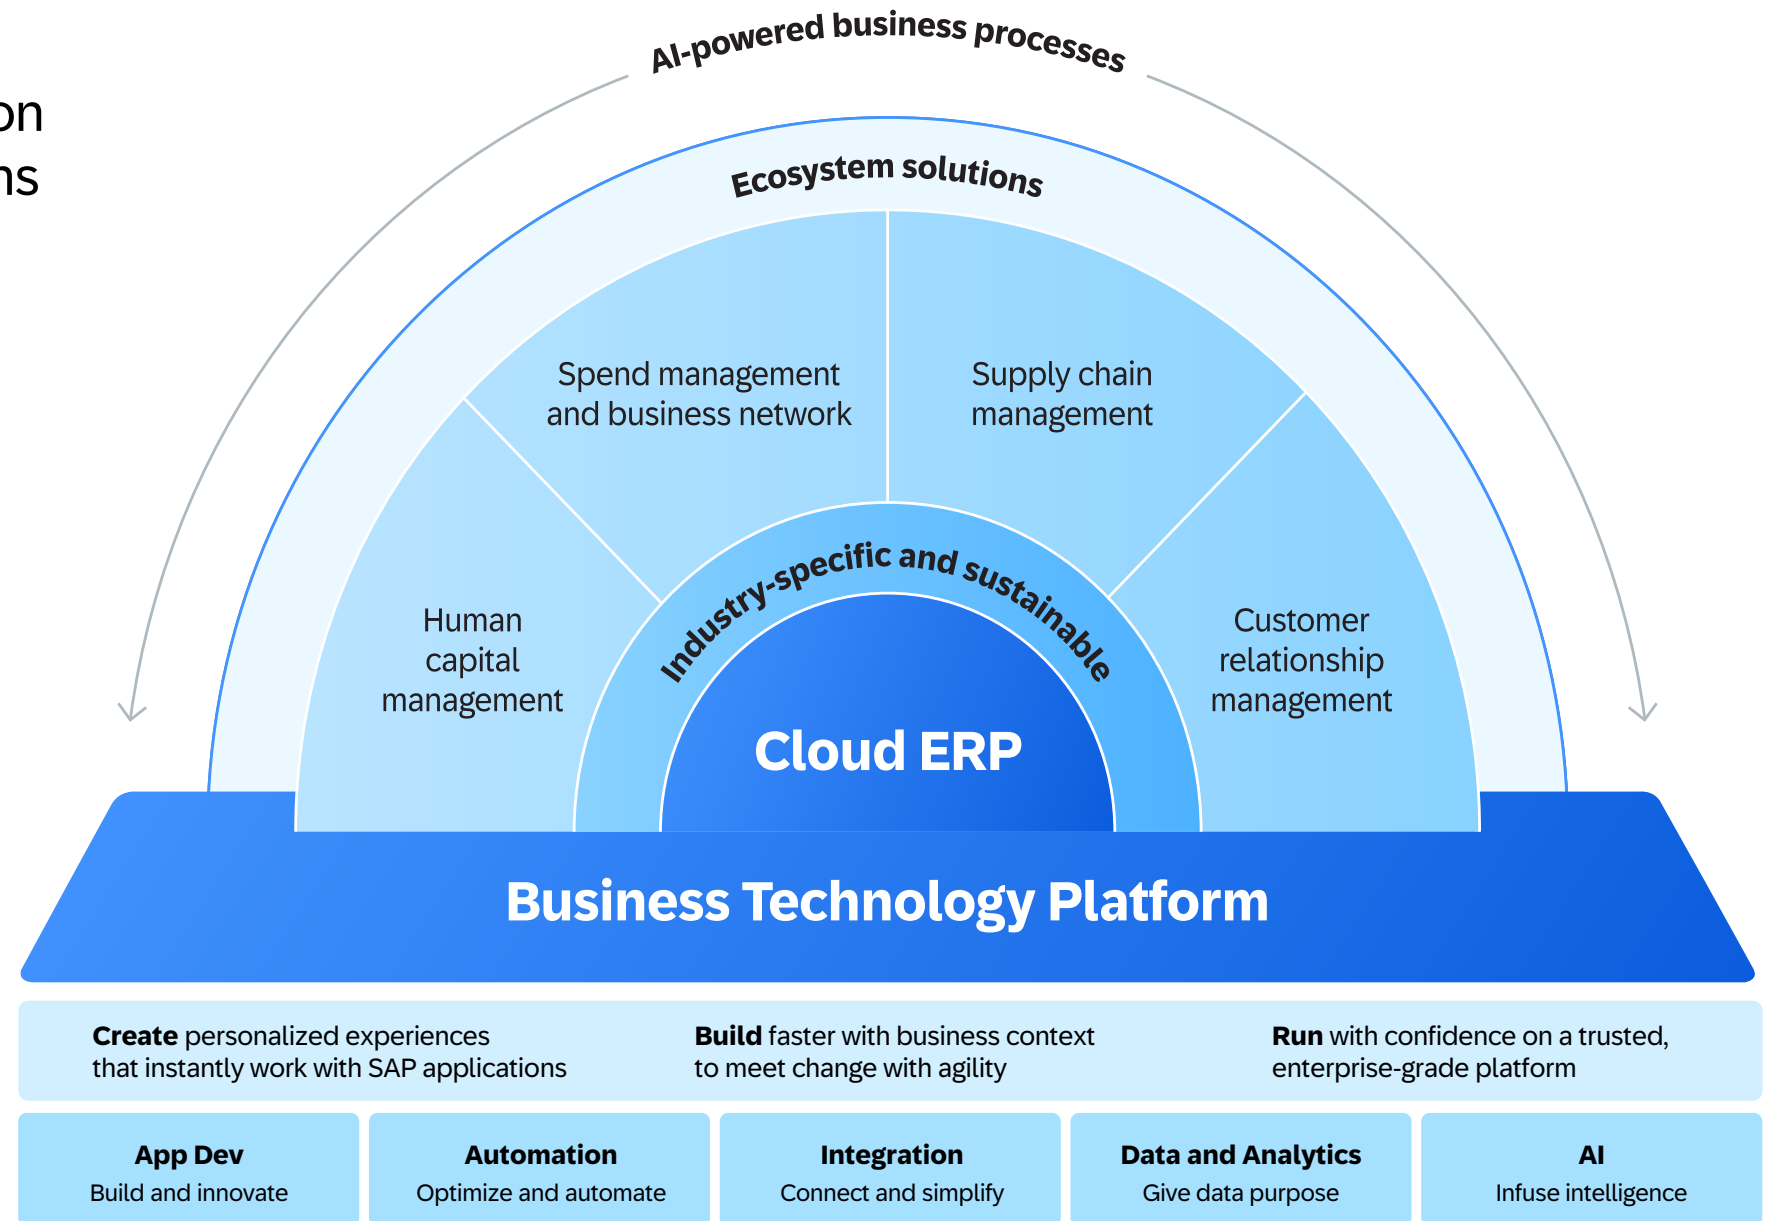 AI-powered business processes
on
ns
Ecosystem solutions
Spend management
and business network
Supply chain
management
Human
capital
management
Industry-specific and sustainable
Customer
relationship
management
Cloud ERP
Business Technology Platform
Create personalized experiences
that instantly work with SAP applications
Build faster with business context
to meet change with agility
Run with confidence on a trusted,
enterprise-grade platform
App Dev
Build and innovate
Automation
Optimize and automate
Integration
Connect and simplify
Data and Analytics
Give data purpose
AI
Infuse intelligence